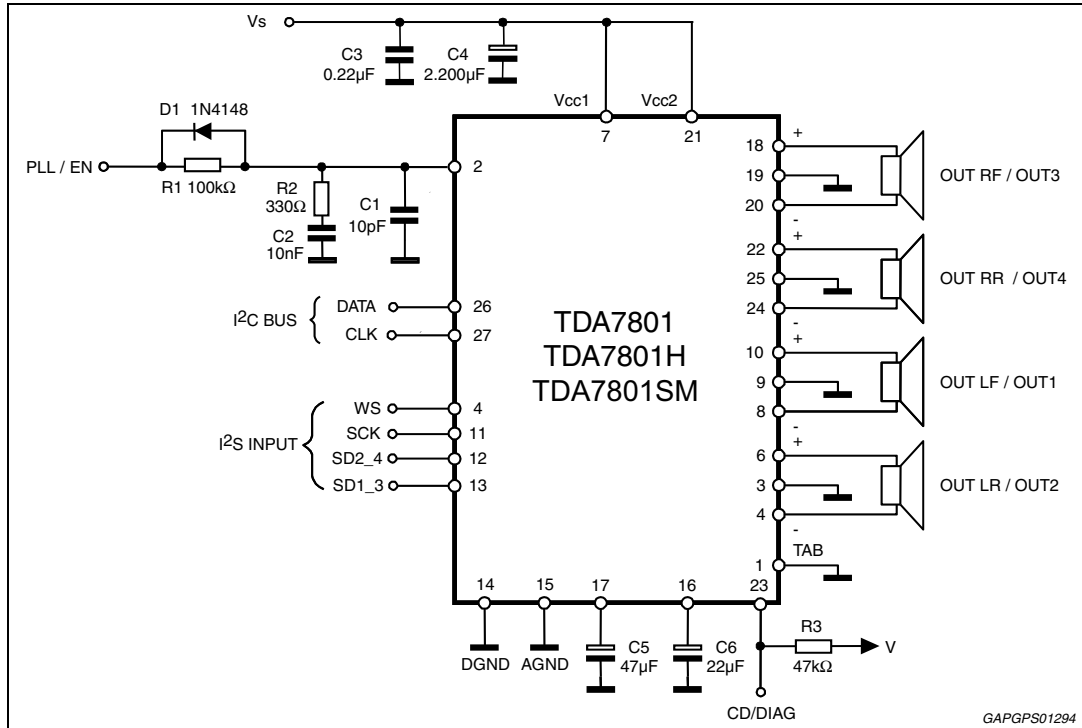 Vs
C3
0.22µF
C4
2.200µF
D1 1N4148
Vcc1
Vcc2
7
21
PLL / EN
R1 100kΩ
2
R2
330Ω
C1
10pF
C2
10nF
18
+
19
20
-
OUT RF / OUT3
22
+
25
24
-
OUT RR / OUT4
I²C BUS
DATA
26
CLK
27
TDA7801
TDA7801H
TDA7801SM
10
+
9
8
-
OUT LF / OUT1
I²S INPUT
WS
4
SCK
11
SD2_4
12
SD1_3
13
6
+
3
4
-
OUT LR / OUT2
TAB
1
14
15
17
16
23
DGND
AGND
C5
47µF
C6
22µF
R3
47kΩ
V
CD/DIAG
GAPGPS01294